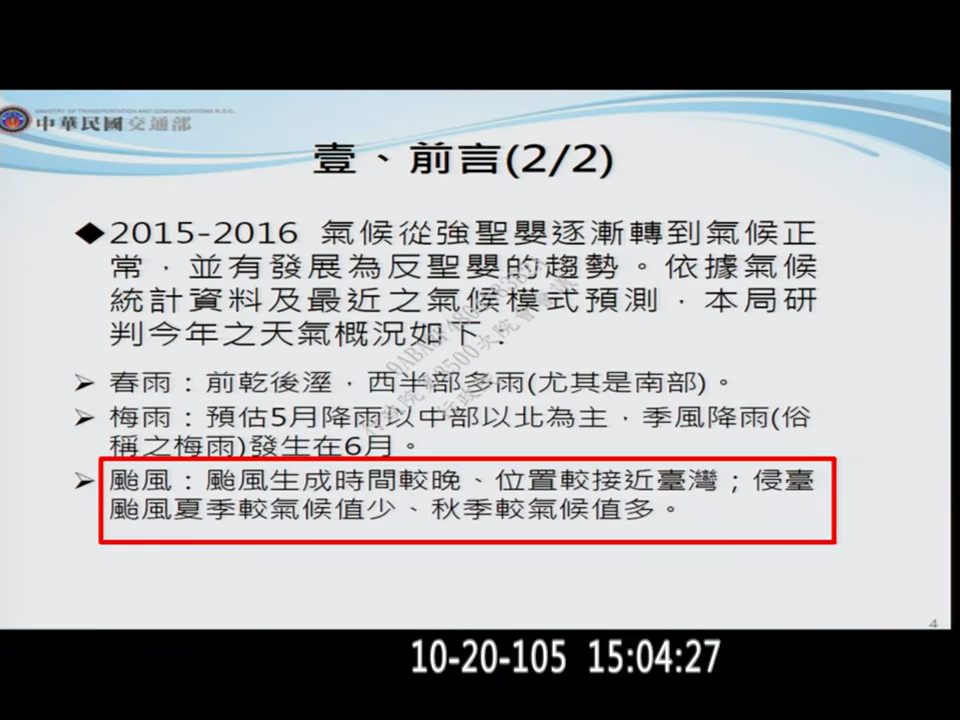 MINISTRY OF TRANSPORTATION AND COMMUNICATIONS R.O.C.
中華民國交通部
壹、前言(2/2)
◆2015-2016 氣候從強聖嬰逐漸轉到氣候正
常，並有發展為反聖嬰的趨勢。依據氣候
統計資料及最近之氣候模式預測，本局研
判今年之天氣概況如下：
➢ 春雨：前乾後溼，西半部多雨(尤其是南部)。
➢ 梅雨：預估5月降雨以中部以北為主，季風降雨(俗
稱之梅雨)發生在6月。
➢ 颱風：颱風生成時間較晚、位置較接近臺灣；侵臺
颱風夏季較氣候值少、秋季較氣候值多。
4
10-20-105 15:04:27